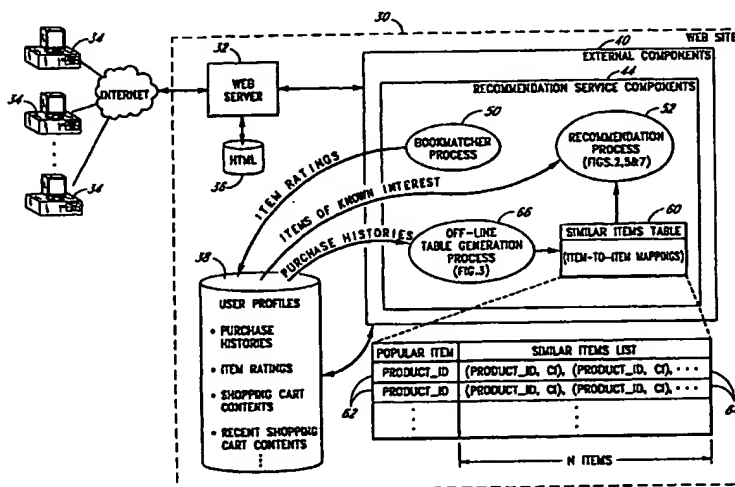 30
WEB SITE
34
32
40
EXTERNAL COMPONENTS
WEB
SERVER
44
RECOMMENDATION SERVICE COMPONENTS
34
INTERNET
50
52
BOOKMATCHER
PROCESS
RECOMMENDATION
PROCESS
(FIGS.2,5&7)
HTML
36
34
ITEM RATINGS
ITEMS OF KNOWN INTEREST
PURCHASE HISTORIES
66
60
OFF-LINE
TABLE GENERATION
PROCESS
(FIG.3)
SIMILAR ITEMS TABLE
(ITEM-TO-ITEM MAPPINGS)
38
USER PROFILES
• PURCHASE
HISTORIES
• ITEM RATINGS
• SHOPPING CART
CONTENTS
• RECENT SHOPPING
CART CONTENTS
POPULAR ITEM SIMILAR ITEMS LIST
PRODUCT_ID (PRODUCT_ID, CI), (PRODUCT_ID, CI), ···
PRODUCT_ID (PRODUCT_ID, CI), (PRODUCT_ID, CI), ···
62
N ITEMS